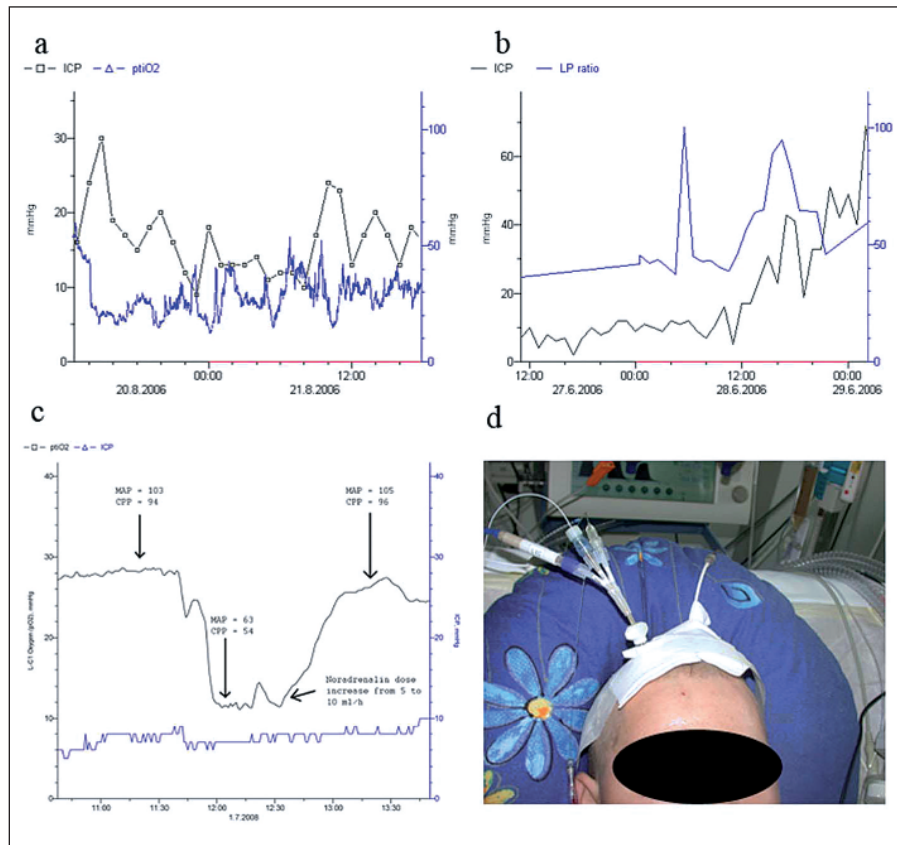 a
ICP ptiO2
30
20
10
0
mmHg
100
50
0
mmHg
00:00 12:00
20.8.2006 21.8.2006
b
ICP LP ratio
60
40
20
0
mmHg
100
50
0
mmHg
12:00 00:00 12:00 00:00
27.6.2006 28.6.2006 29.6.2006
c
ptiO2 ICP
40
30
20
10
0
MAP = 103
CPP = 94
MAP = 105
CPP = 96
MAP = 63
CPP = 54
Noradrenalin dose
increase from 5 to
10 ml/h
Oxygen (pO2), mmHg
40
30
20
10
0
ICP, mmHg
11:00 11:30 12:00 12:30 13:00 13:30
1.7.2008
d